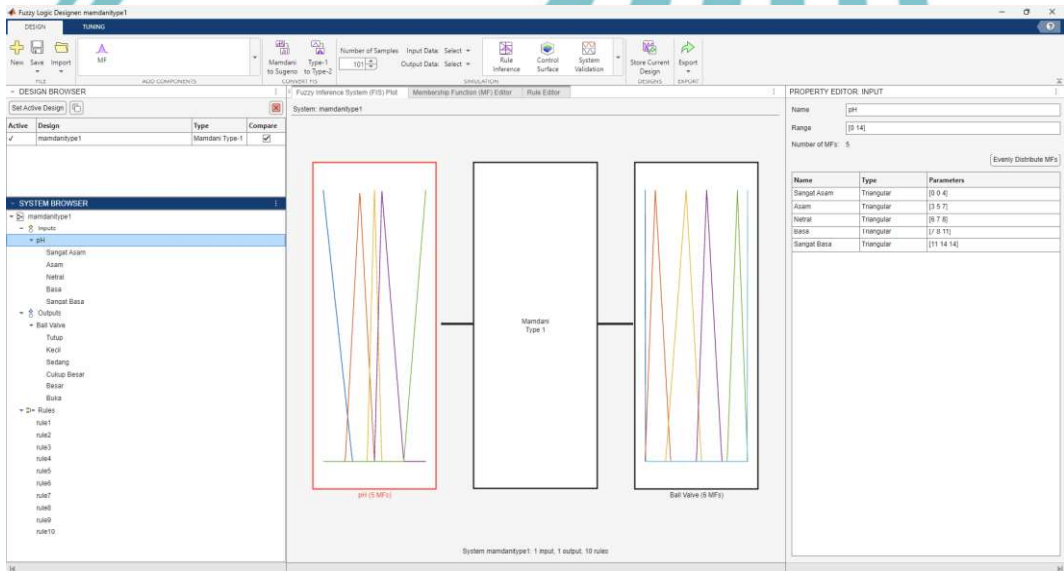 Fuzzy Logic Designer: mamdanitype1
DESIGN TUNING
New Save Import
MF
Mamdani to Sugeno
Type-1 to Type-2
Number of Samples 101
Input Data: Select
Output Data: Select
Rule Inference
Control Surface
System Validation
Store Current Design
Export
FILE ADD COMPONENTS CONVERT FIS SIMULATION DESIGNS EXPORT
DESIGN BROWSER
Set Active Design
Active Design Type Compare
mamdanitype1 Mamdani Type-1
SYSTEM BROWSER
mamdanitype1
Inputs
pH
Sangat Asam
Asam
Netral
Basa
Sangat Basa
Outputs
Ball Valve
Tutup
Kecil
Sedang
Cukup Besar
Besar
Buka
Rules
rule1
rule2
rule3
rule4
rule5
rule6
rule7
rule8
rule9
rule10
Fuzzy Inference System (FIS) Plot Membership Function (MF) Editor Rule Editor
System: mamdanitype1
Mamdani
Type 1
pH (5 MFs)
Ball Valve (6 MFs)
System mamdanitype1: 1 input, 1 output, 10 rules
PROPERTY EDITOR: INPUT
Name pH
Range [0 14]
Number of MFs: 5
Evenly Distribute MFs
Name Type Parameters
Sangat Asam Triangular [0 0 4]
Asam Triangular [3 5 7]
Netral Triangular [6 7 8]
Basa Triangular [7 8 11]
Sangat Basa Triangular [11 14 14]